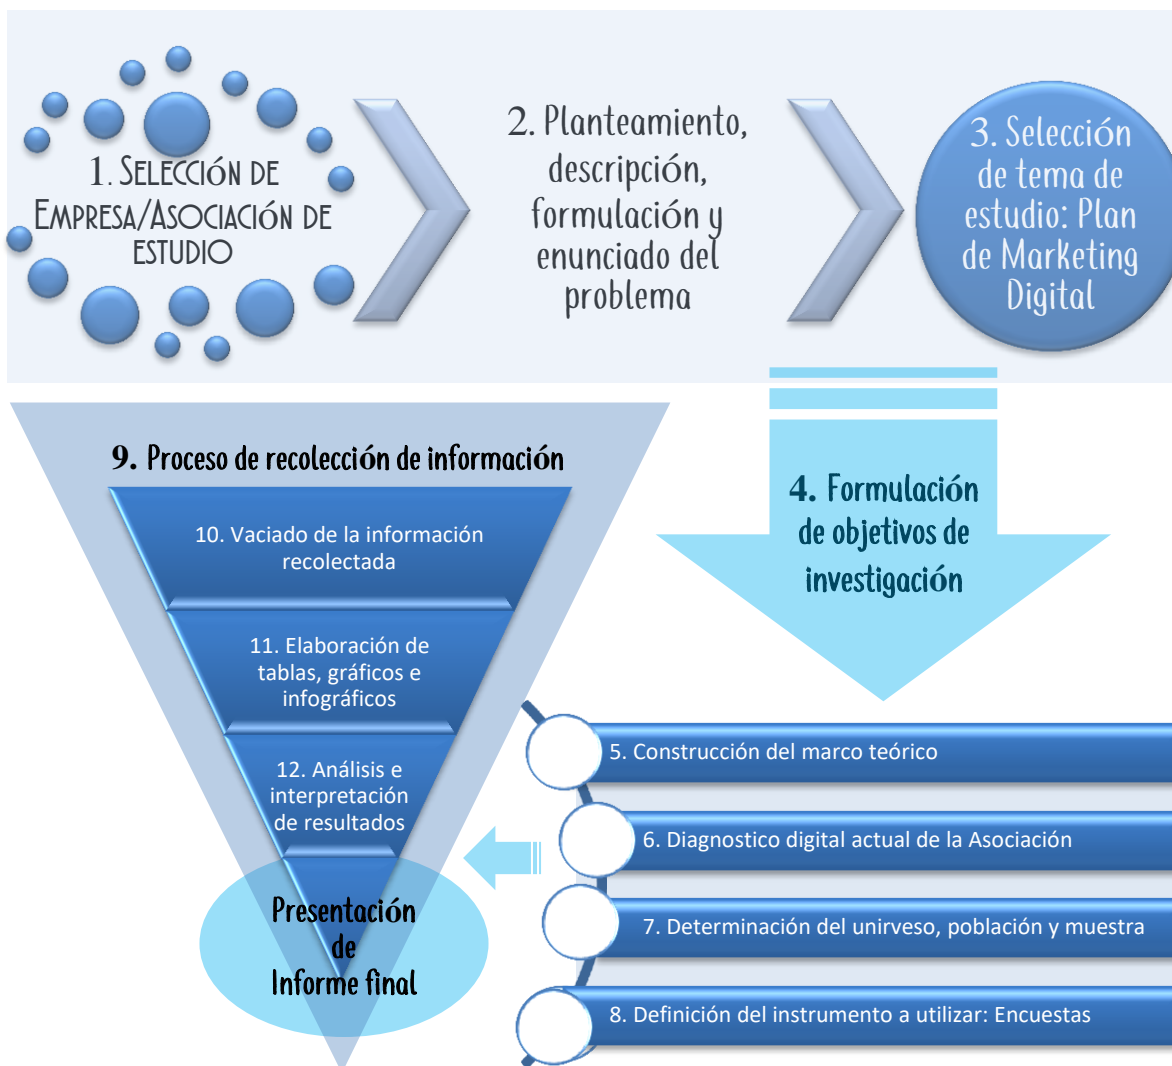 1. SELECCIÓN DE
EMPRESA/ASOCIACIÓN DE
ESTUDIO
2. Planteamiento,
descripción,
formulación y
enunciado del
problema
3. Selección
de tema de
estudio: Plan
de Marketing
Digital
4. Formulación
de objetivos de
investigación
5. Construcción del marco teórico
6. Diagnostico digital actual de la Asociación
7. Determinación del unirveso, población y muestra
8. Definición del instrumento a utilizar: Encuestas
9. Proceso de recolección de información
10. Vaciado de la información
recolectada
11. Elaboración de
tablas, gráficos e
infográficos
12. Análisis e
interpretación
de resultados
Presentación
de
Informe final